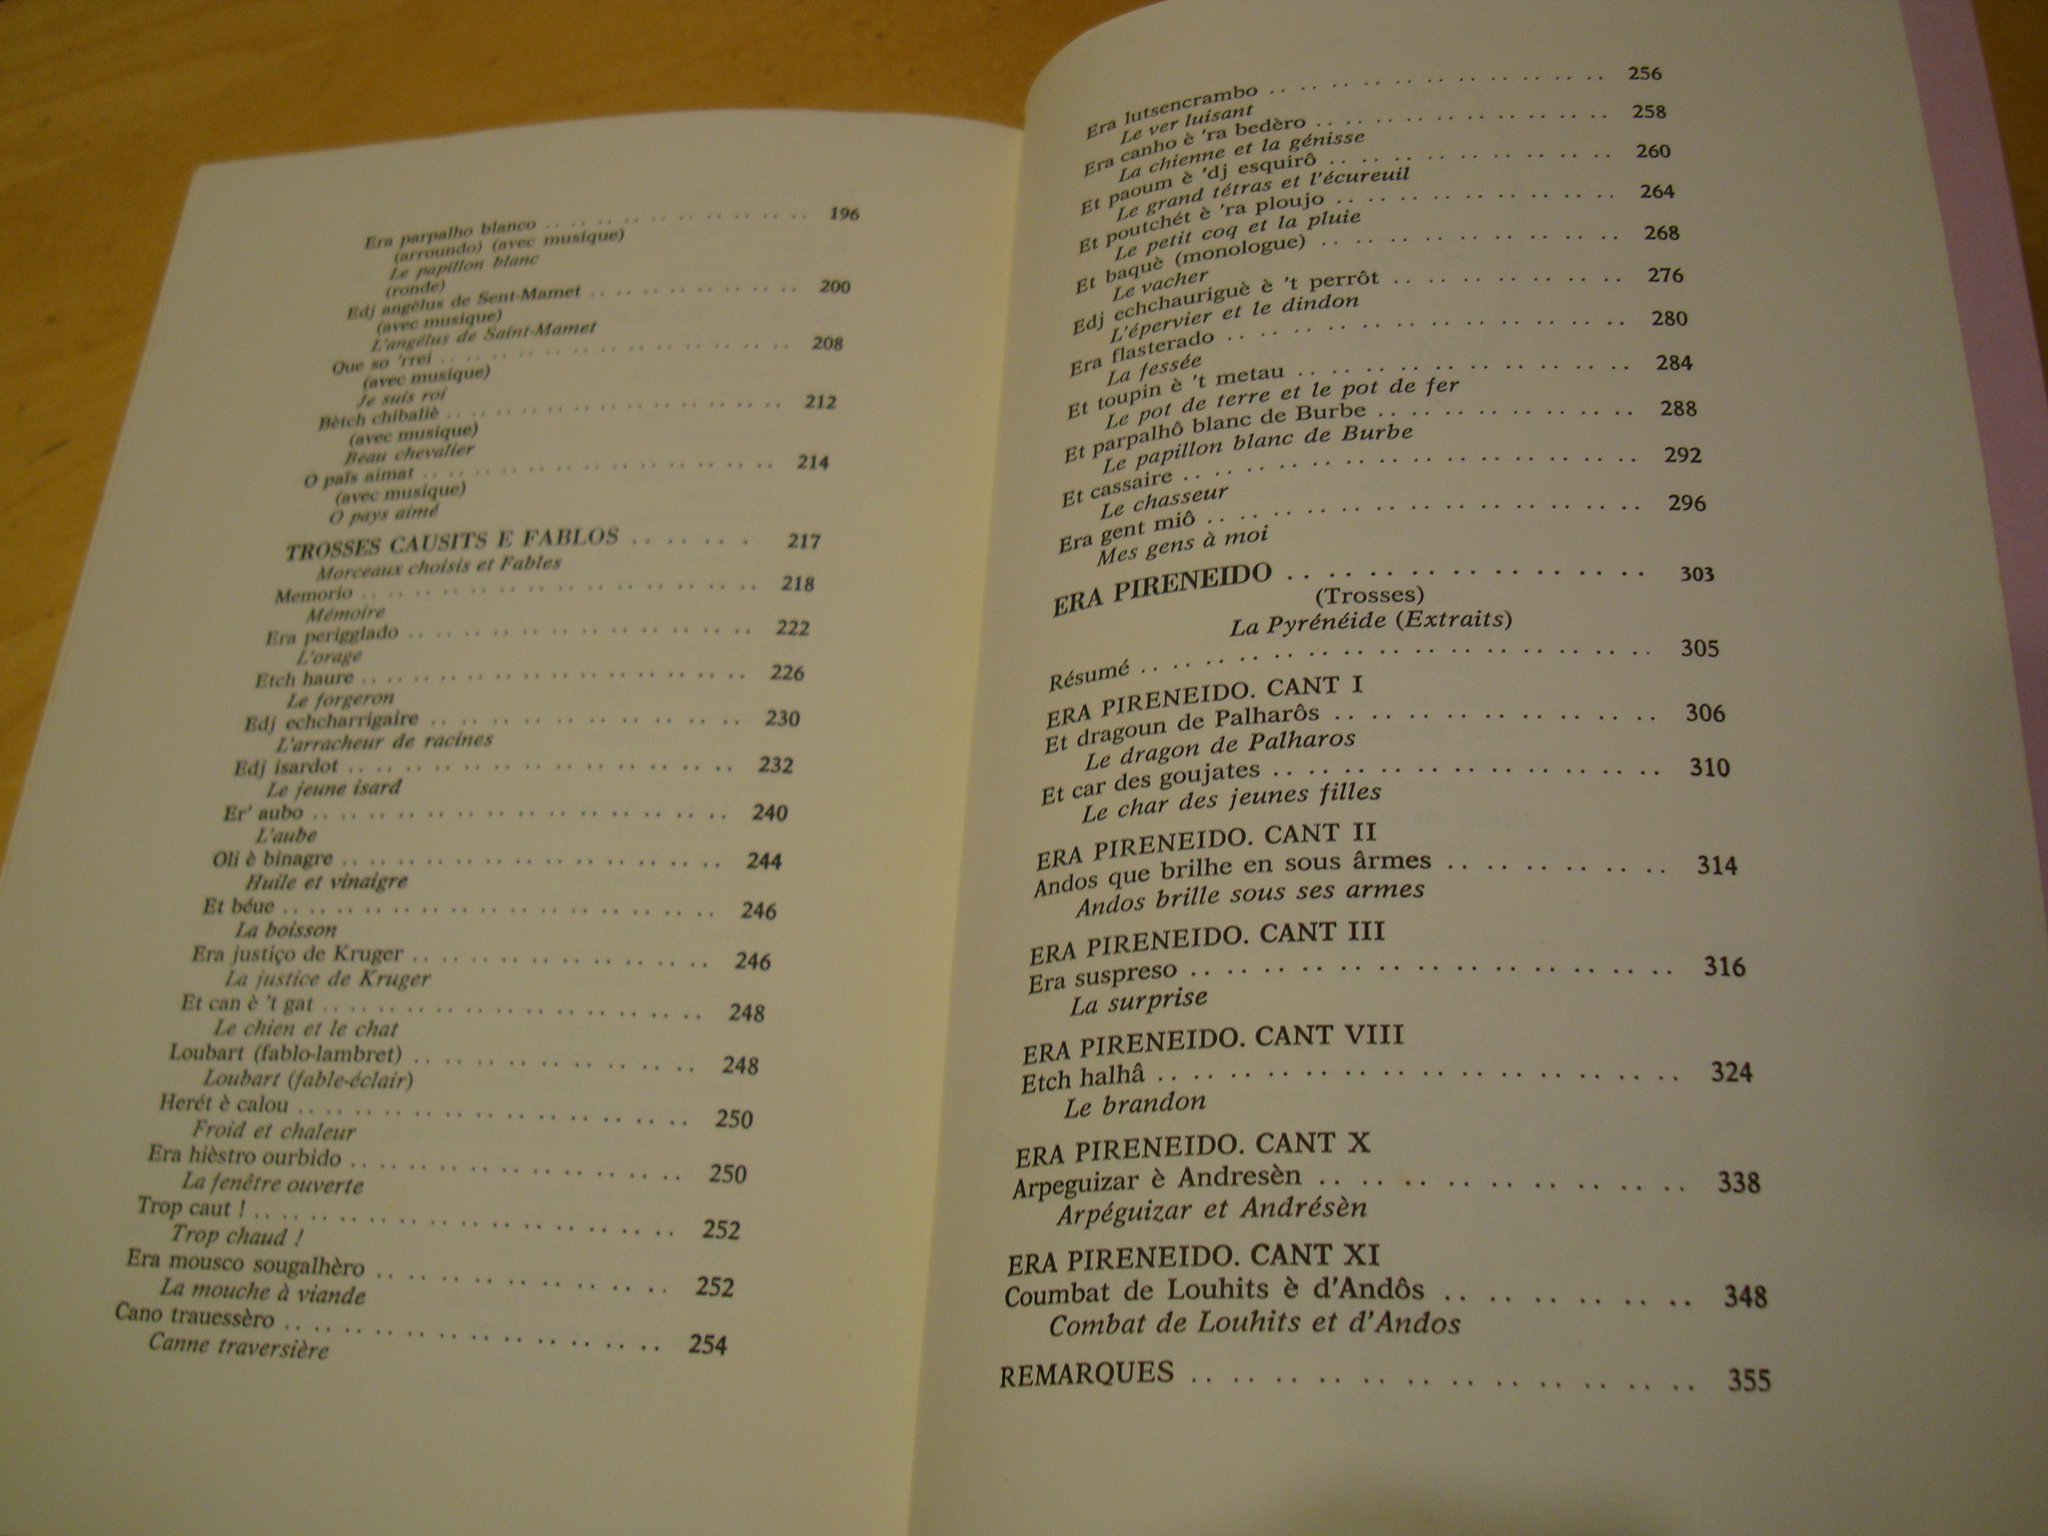 Era parpalho blanco .. .. .. .. .. .. .. .. .. .. 196
(arroundo) (avec musique)
Le papillon blanc
(ronde)
Edj angèlus de Sent-Mamet .. .. .. .. .. .. .. .. 200
(avec musique)
L'angélus de Saint-Mamet
Que so 'rrei .. .. .. .. .. .. .. .. .. .. .. .. .. 208
(avec musique)
Je suis roi
Bètch chibaliè .. .. .. .. .. .. .. .. .. .. .. .. 212
(avec musique)
Beau chevalier
O païs aimat .. .. .. .. .. .. .. .. .. .. .. .. .. 214
(avec musique)
O pays aimé
TROSSES CAUSITS E FABLOS .. .. .. . 217
Morceaux choisis et Fables
Memorio .. .. .. .. .. .. .. .. .. .. .. .. .. .. 218
Mémoire
Era perigglado .. .. .. .. .. .. .. .. .. .. .. .. 222
L'orage
Etch haure .. .. .. .. .. .. .. .. .. .. .. .. .. 226
Le forgeron
Edj echcharrigaire .. .. .. .. .. .. .. .. .. .. .. 230
L'arracheur de racines
Edj isardot .. .. .. .. .. .. .. .. .. .. .. .. .. 232
Le jeune isard
Er' aubo .. .. .. .. .. .. .. .. .. .. .. .. .. .. 240
L'aube
Oli è binagre .. .. .. .. .. .. .. .. .. .. .. .. .. 244
Huile et vinaigre
Et béue .. .. .. .. .. .. .. .. .. .. .. .. .. .. .. 246
La boisson
Era justiço de Kruger .. .. .. .. .. .. .. .. .. .. 246
La justice de Kruger
Et can è 't gat .. .. .. .. .. .. .. .. .. .. .. .. .. 248
Le chien et le chat
Loubart (fablo-lambret) .. .. .. .. .. .. .. .. .. .. 248
Loubart (fable-éclair)
Herét è calou .. .. .. .. .. .. .. .. .. .. .. .. .. 250
Froid et chaleur
Era hièstro ourbido .. .. .. .. .. .. .. .. .. .. .. 250
La fenêtre ouverte
Trop caut ! .. .. .. .. .. .. .. .. .. .. .. .. .. .. 252
Trop chaud !
Era mousco sougalhèro .. .. .. .. .. .. .. .. .. .. 252
La mouche à viande
Cano trauessèro .. .. .. .. .. .. .. .. .. .. .. .. 254
Canne traversière
Era lutsencrambo .. .. .. .. .. .. .. .. .. .. .. 256
Le ver luisant
Era canho è 'ra bedèro .. .. .. .. .. .. .. .. .. .. 258
La chienne et la génisse
Et paoum è 'dj esquirô .. .. .. .. .. .. .. .. .. 260
Le grand tétras et l'écureuil
Et poutchét è 'ra ploujo .. .. .. .. .. .. .. .. .. 264
Le petit coq et la pluie
Et baquè (monologue) .. .. .. .. .. .. .. .. .. .. 268
Le vacher
Edj echchauriguè è 't perrôt .. .. .. .. .. .. .. .. 276
L'épervier et le dindon
Era flasterado .. .. .. .. .. .. .. .. .. .. .. .. .. 280
La fessée
Et toupin è 't metau .. .. .. .. .. .. .. .. .. .. .. 284
Le pot de terre et le pot de fer
Et parpalhô blanc de Burbe .. .. .. .. .. .. .. .. 288
Le papillon blanc de Burbe
Et cassaire .. .. .. .. .. .. .. .. .. .. .. .. .. .. 292
Le chasseur
Era gent miô .. .. .. .. .. .. .. .. .. .. .. .. .. 296
Mes gens à moi
ERA PIRENEIDO .. .. .. .. .. .. .. .. .. 303
(Trosses)
La Pyrénéide (Extraits)
Résumé .. .. .. .. .. .. .. .. .. .. .. .. .. .. .. 305
ERA PIRENEIDO. CANT I
Et dragoun de Palharôs .. .. .. .. .. .. .. .. .. 306
Le dragon de Palharos
Et car des goujates .. .. .. .. .. .. .. .. .. .. .. 310
Le char des jeunes filles
ERA PIRENEIDO. CANT II
Andos que brilhe en sous ârmes .. .. .. .. .. .. 314
Andos brille sous ses armes
ERA PIRENEIDO. CANT III
Era suspreso .. .. .. .. .. .. .. .. .. .. .. .. .. 316
La surprise
ERA PIRENEIDO. CANT VIII
Etch halhâ .. .. .. .. .. .. .. .. .. .. .. .. .. .. 324
Le brandon
ERA PIRENEIDO. CANT X
Arpeguizar è Andresèn .. .. .. .. .. .. .. .. .. 338
Arpéguizar et Andrésèn
ERA PIRENEIDO. CANT XI
Coumbat de Louhits è d'Andôs .. .. .. .. .. .. 348
Combat de Louhits et d'Andos
REMARQUES .. .. .. .. .. .. .. .. .. .. .. .. 355